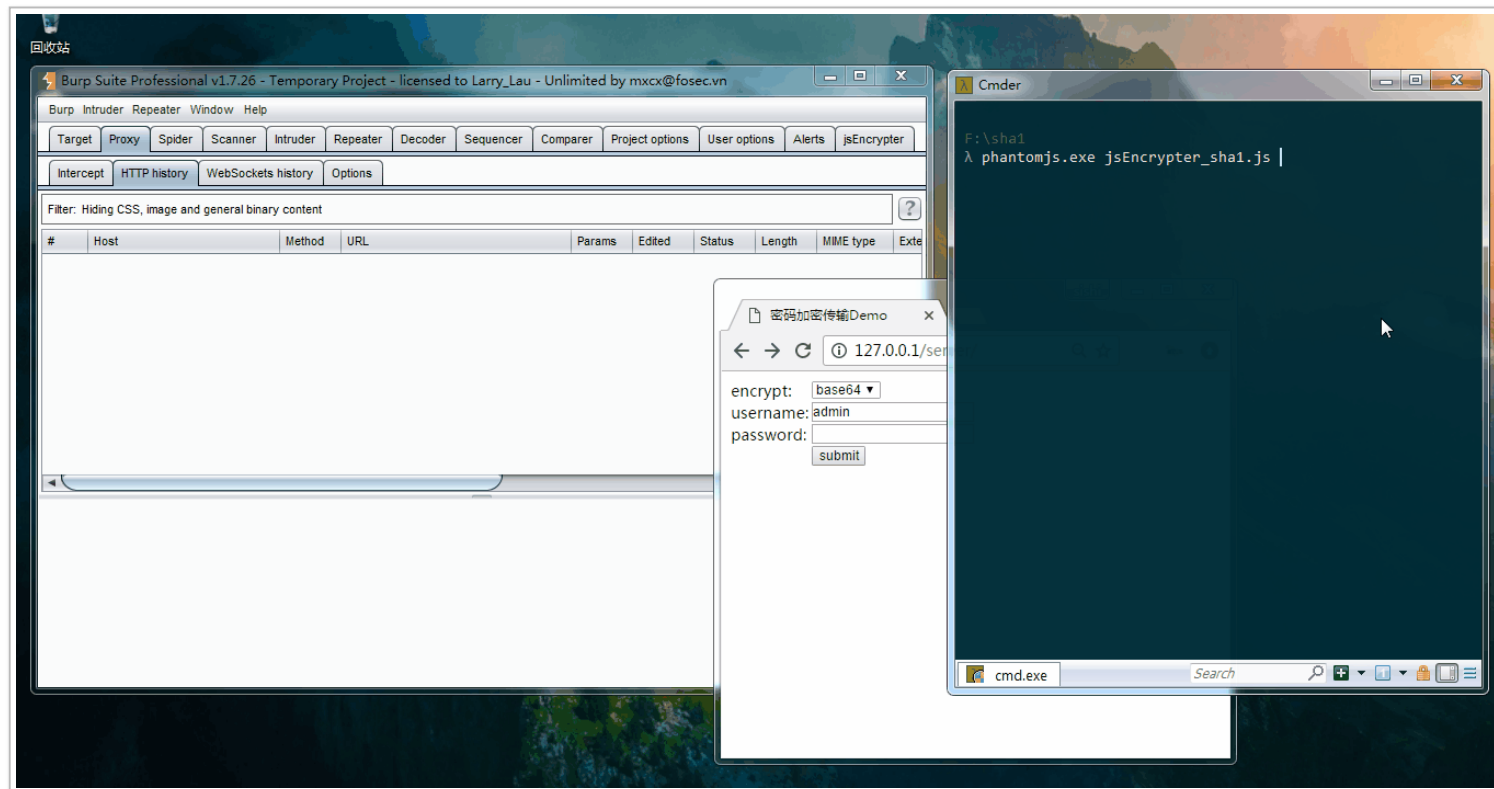 回收站
Burp Suite Professional v1.7.26 - Temporary Project - licensed to Larry_Lau - Unlimited by mxcx@fosec.vn
Burp Intruder Repeater Window Help
Target Proxy Spider Scanner Intruder Repeater Decoder Sequencer Comparer Project options User options Alerts jsEncrypter
Intercept HTTP history WebSockets history Options
Filter: Hiding CSS, image and general binary content
?
# Host Method URL Params Edited Status Length MIME type Exte
密码加密传输Demo
127.0.0.1/ser
encrypt: base64
username: admin
password:
submit
Cmder
F:\sha1
λ phantomjs.exe jsEncrypter_sha1.js
cmd.exe
Search